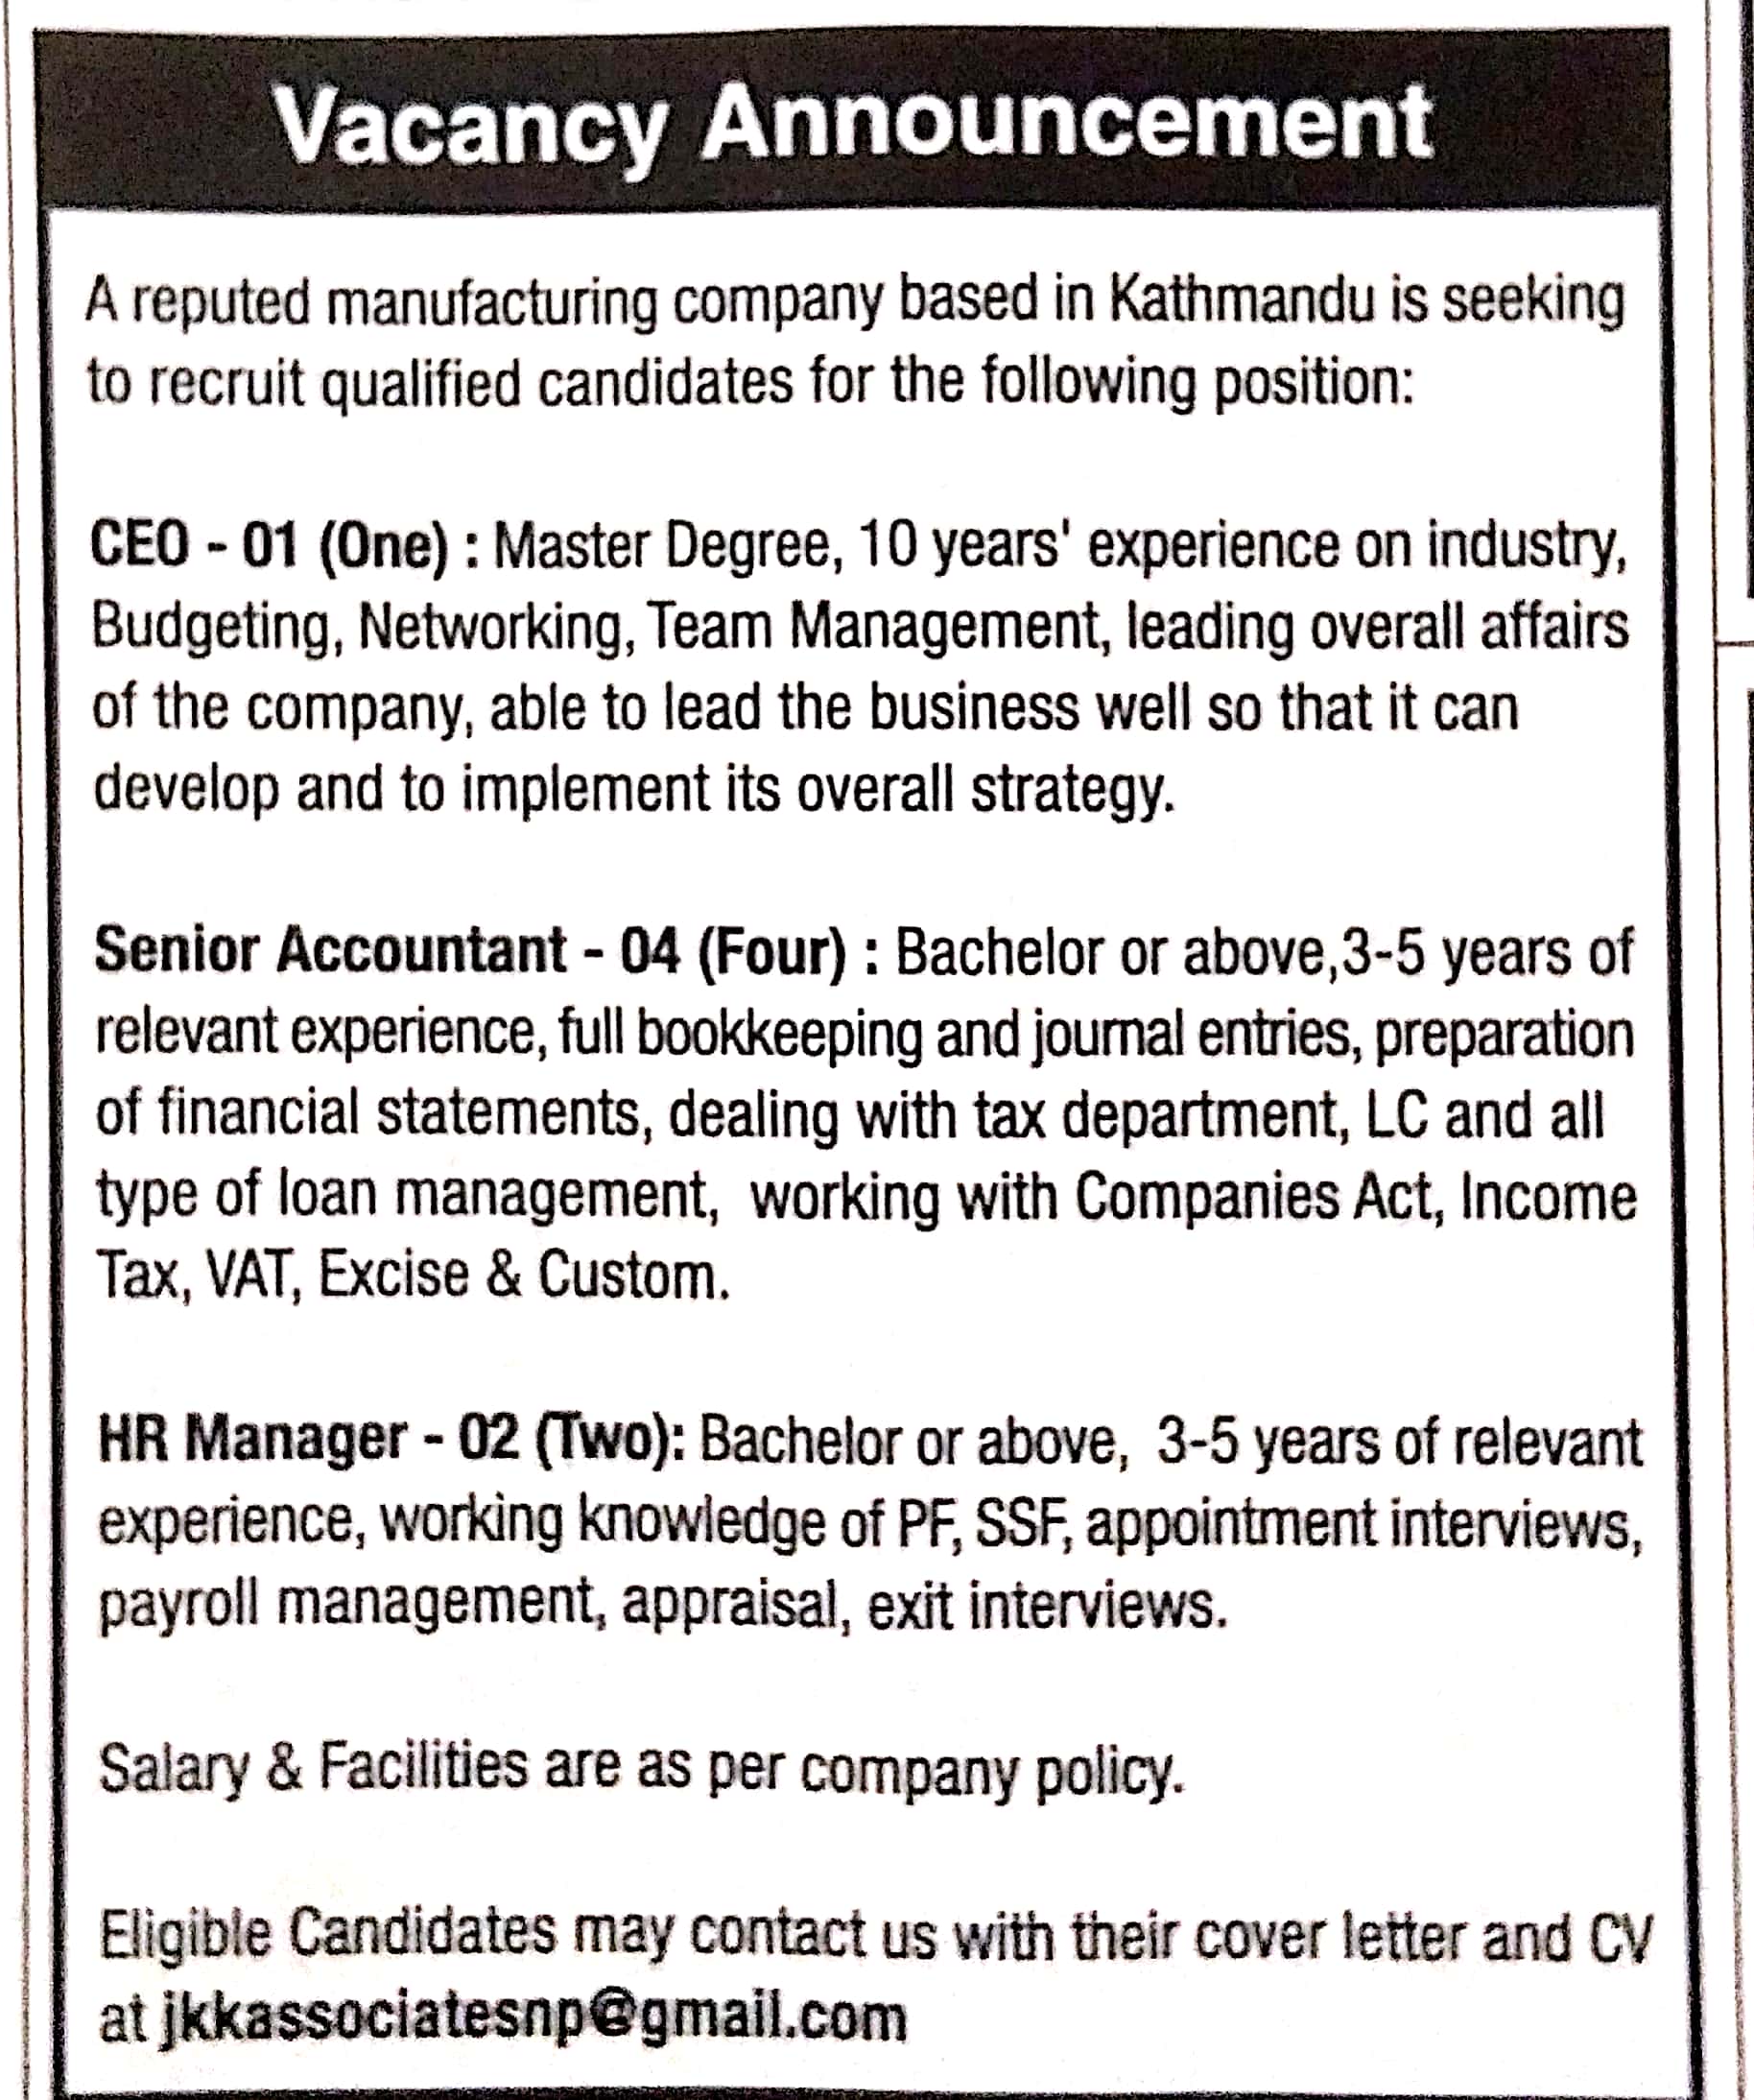 Vacancy Announcement
A reputed manufacturing company based in Kathmandu is seeking
to recruit qualified candidates for the following position:
CEO - 01 (One) : Master Degree, 10 years' experience on industry,
Budgeting, Networking, Team Management, leading overall affairs
of the company, able to lead the business well so that it can
develop and to implement its overall strategy.
Senior Accountant - 04 (Four) : Bachelor or above,3-5 years of
relevant experience, full bookkeeping and journal entries, preparation
of financial statements, dealing with tax department, LC and all
type of loan management, working with Companies Act, Income
Tax, VAT, Excise & Custom.
HR Manager - 02 (Two): Bachelor or above, 3-5 years of relevant
experience, working knowledge of PF, SSF, appointment interviews,
payroll management, appraisal, exit interviews.
Salary & Facilities are as per company policy.
Eligible Candidates may contact us with their cover letter and CV
at jkkassociatesnp@gmail.com